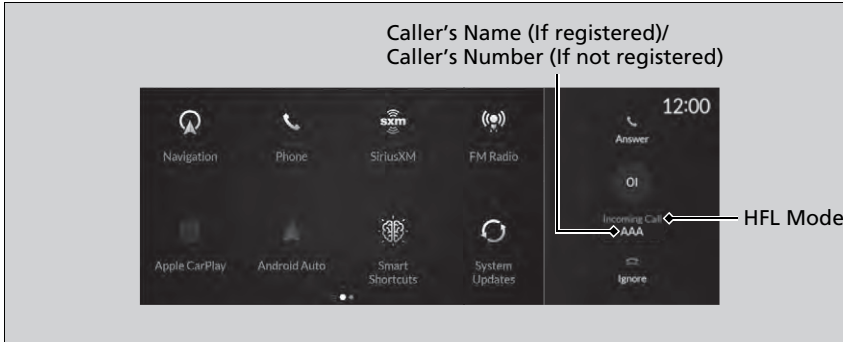 Caller's Name (If registered)/
Caller's Number (If not registered)
12:00
sxm
Navigation
Phone
SiriusXM
FM Radio
Answer
OI
Incoming Call
AAA
HFL Mode
Apple CarPlay
Android Auto
Smart
Shortcuts
System
Updates
Ignore